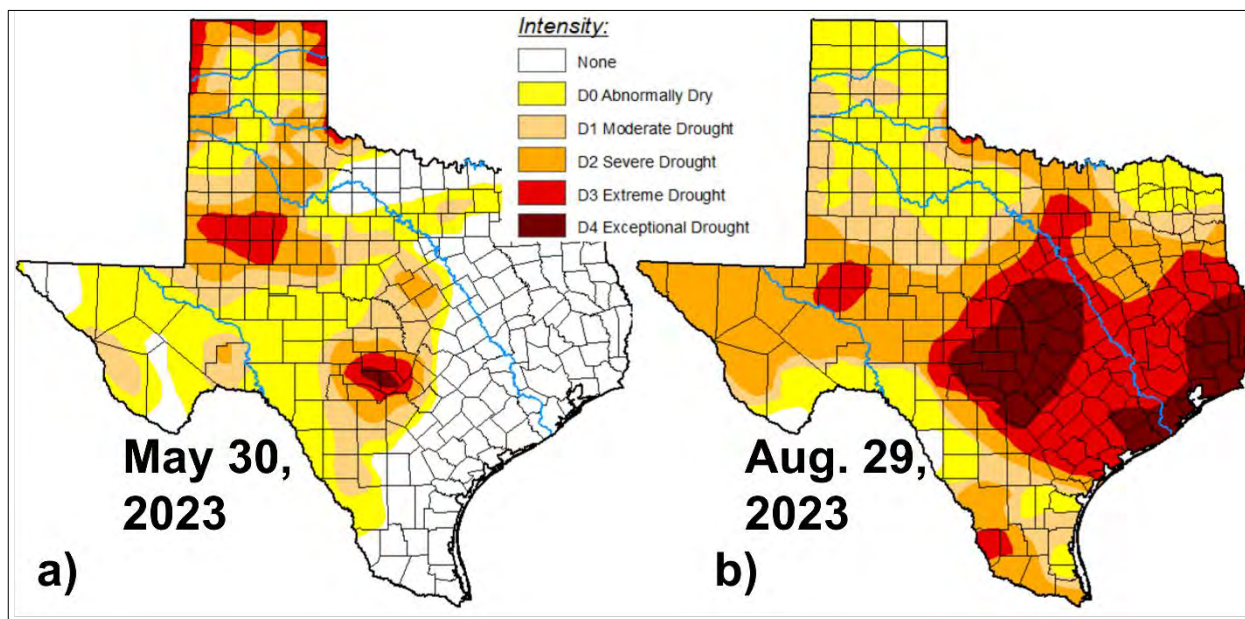 Intensity:
None
D0 Abnormally Dry
D1 Moderate Drought
D2 Severe Drought
D3 Extreme Drought
D4 Exceptional Drought
May 30,
2023
a)
Aug. 29,
2023
b)